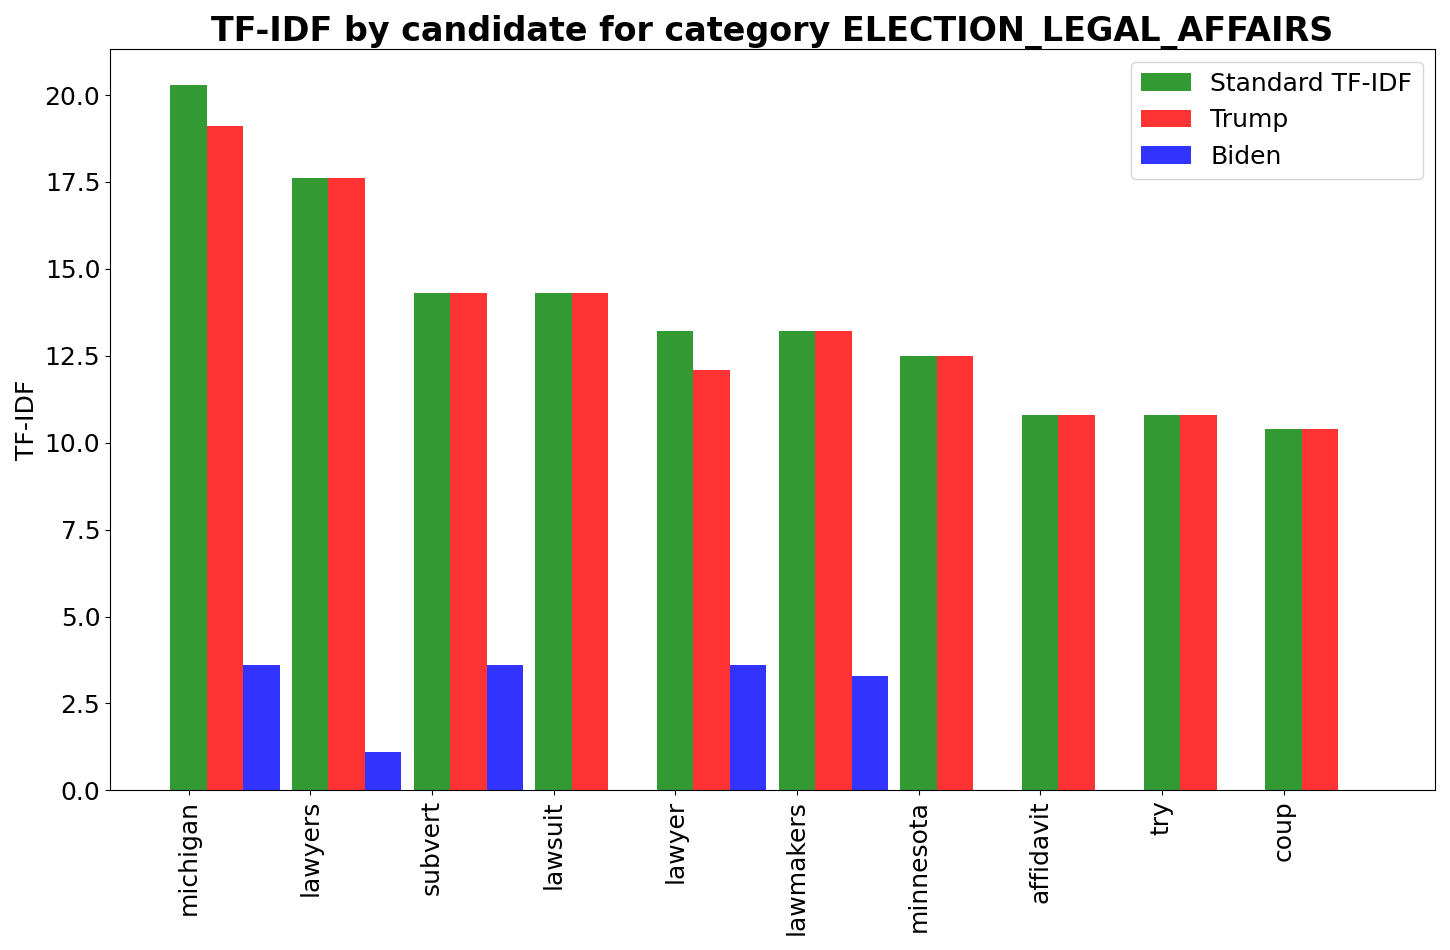 TF-IDF by candidate for category ELECTION_LEGAL_AFFAIRS
Standard TF-IDF
Trump
Biden
TF-IDF
20.0
17.5
15.0
12.5
10.0
7.5
5.0
2.5
0.0
michigan
lawyers
subvert
lawsuit
lawyer
lawmakers
minnesota
affidavit
try
coup